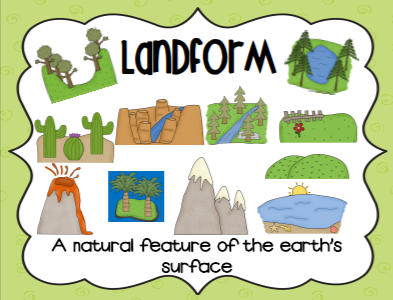 Landform
A natural feature of the earth's
surface